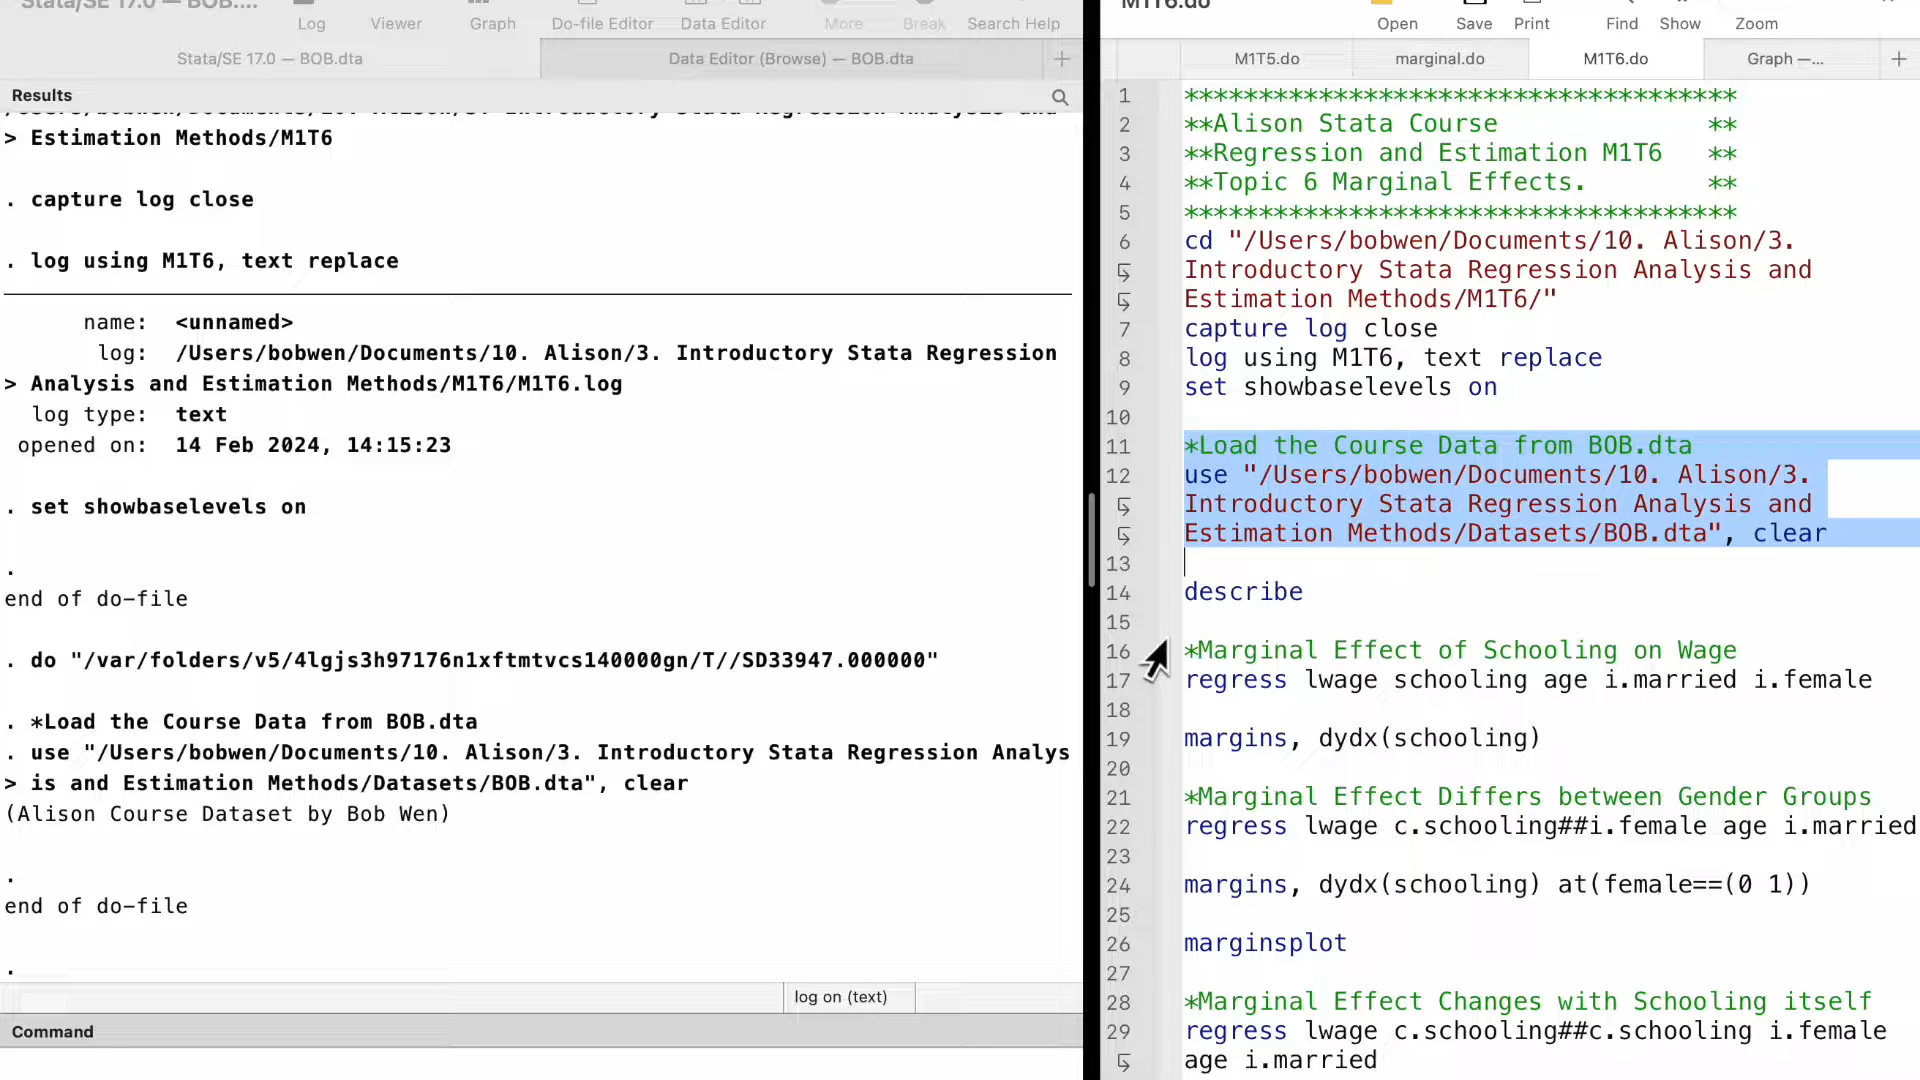 Stata/SE 17.0 — BOB....
Log Viewer Graph Do-file Editor Data Editor More Break Search Help
Stata/SE 17.0 — BOB.dta Data Editor (Browse) — BOB.dta +
Results
> Estimation Methods/M1T6
. capture log close
. log using M1T6, text replace
name: <unnamed>
log: /Users/bobwen/Documents/10. Alison/3. Introductory Stata Regression
> Analysis and Estimation Methods/M1T6/M1T6.log
log type: text
opened on: 14 Feb 2024, 14:15:23
. set showbaselevels on
.
end of do-file
. do "/var/folders/v5/4lgjs3h97176n1xftmtvcs140000gn/T//SD33947.000000"
. *Load the Course Data from BOB.dta
. use "/Users/bobwen/Documents/10. Alison/3. Introductory Stata Regression Analys
> is and Estimation Methods/Datasets/BOB.dta", clear
(Alison Course Dataset by Bob Wen)
.
end of do-file
.
log on (text)
Command
M1T6.do
Open Save Print Find Show Zoom
M1T5.do marginal.do M1T6.do Graph —... +
1 *************************************
2 **Alison Stata Course **
3 **Regression and Estimation M1T6 **
4 **Topic 6 Marginal Effects. **
5 *************************************
6 cd "/Users/bobwen/Documents/10. Alison/3.
Introductory Stata Regression Analysis and
Estimation Methods/M1T6/"
7 capture log close
8 log using M1T6, text replace
9 set showbaselevels on
10
11 *Load the Course Data from BOB.dta
12 use "/Users/bobwen/Documents/10. Alison/3.
Introductory Stata Regression Analysis and
Estimation Methods/Datasets/BOB.dta", clear
13
14 describe
15
16 *Marginal Effect of Schooling on Wage
17 regress lwage schooling age i.married i.female
18
19 margins, dydx(schooling)
20
21 *Marginal Effect Differs between Gender Groups
22 regress lwage c.schooling##i.female age i.married
23
24 margins, dydx(schooling) at(female==(0 1))
25
26 marginsplot
27
28 *Marginal Effect Changes with Schooling itself
29 regress lwage c.schooling##c.schooling i.female
age i.married